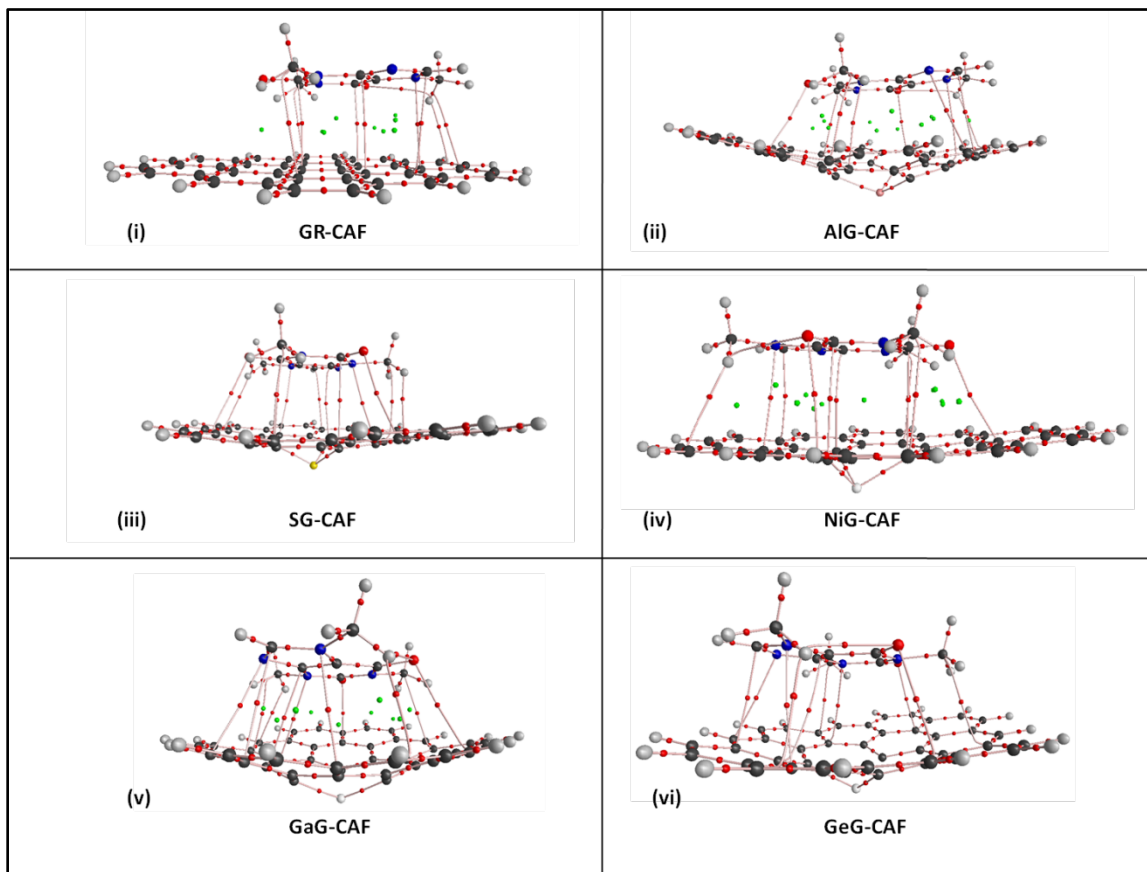 (i) GR-CAF
(ii) AlG-CAF
(iii) SG-CAF
(iv) NiG-CAF
(v)
GaG-CAF
(vi)
GeG-CAF